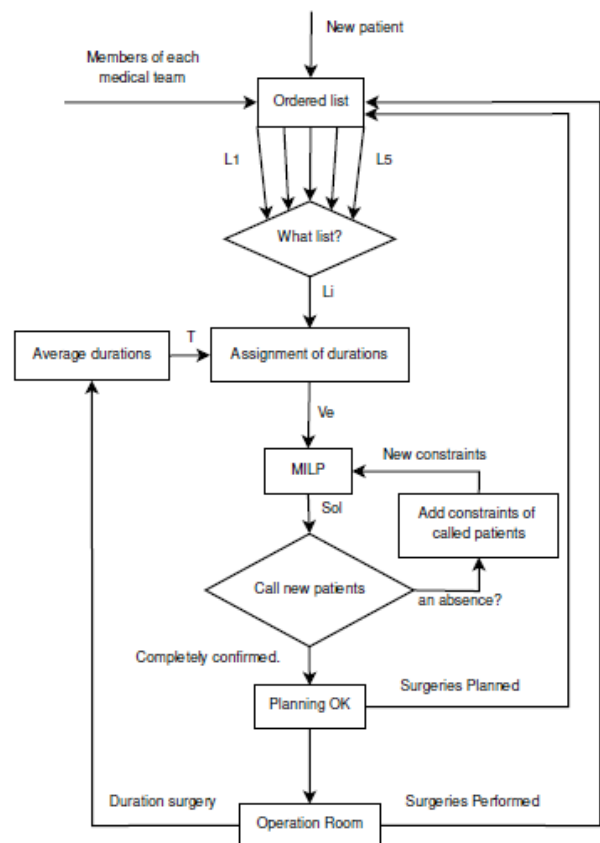 New patient
Members of each
medical team
Ordered list
L1
L5
What list?
Li
T
Average durations
Assignment of durations
Ve
New constraints
MILP
Sol
Add constraints of
called patients
Call new patients
an absence?
Completely confirmed.
Surgeries Planned
Planning OK
Duration surgery
Surgeries Performed
Operation Room